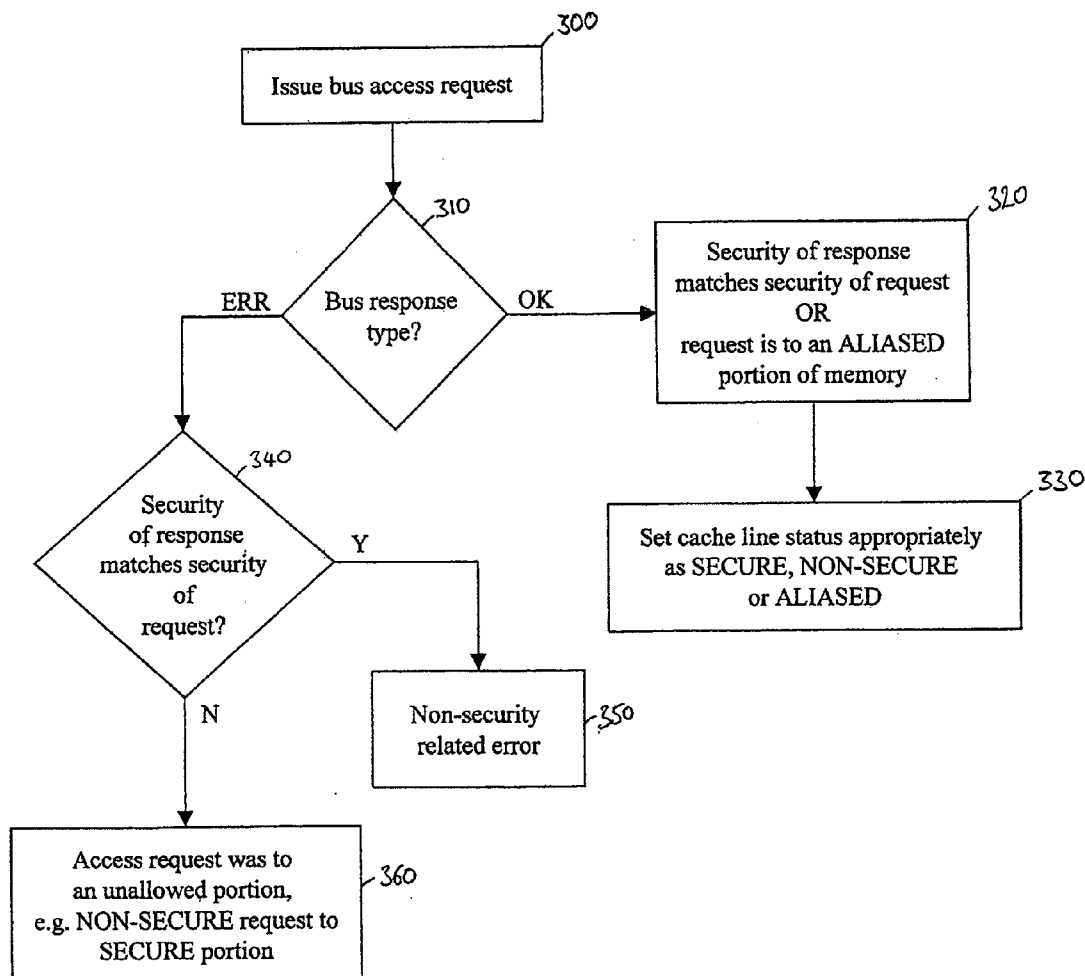 300
Issue bus access request
310
Bus response
type?
ERR
OK
320
Security of response
matches security of request
OR
request is to an ALIASED
portion of memory
330
Set cache line status appropriately
as SECURE, NON-SECURE
or ALIASED
340
Security
of response
matches security
of
request?
Y
N
350
Non-security
related error
360
Access request was to
an unallowed portion,
e.g. NON-SECURE request to
SECURE portion